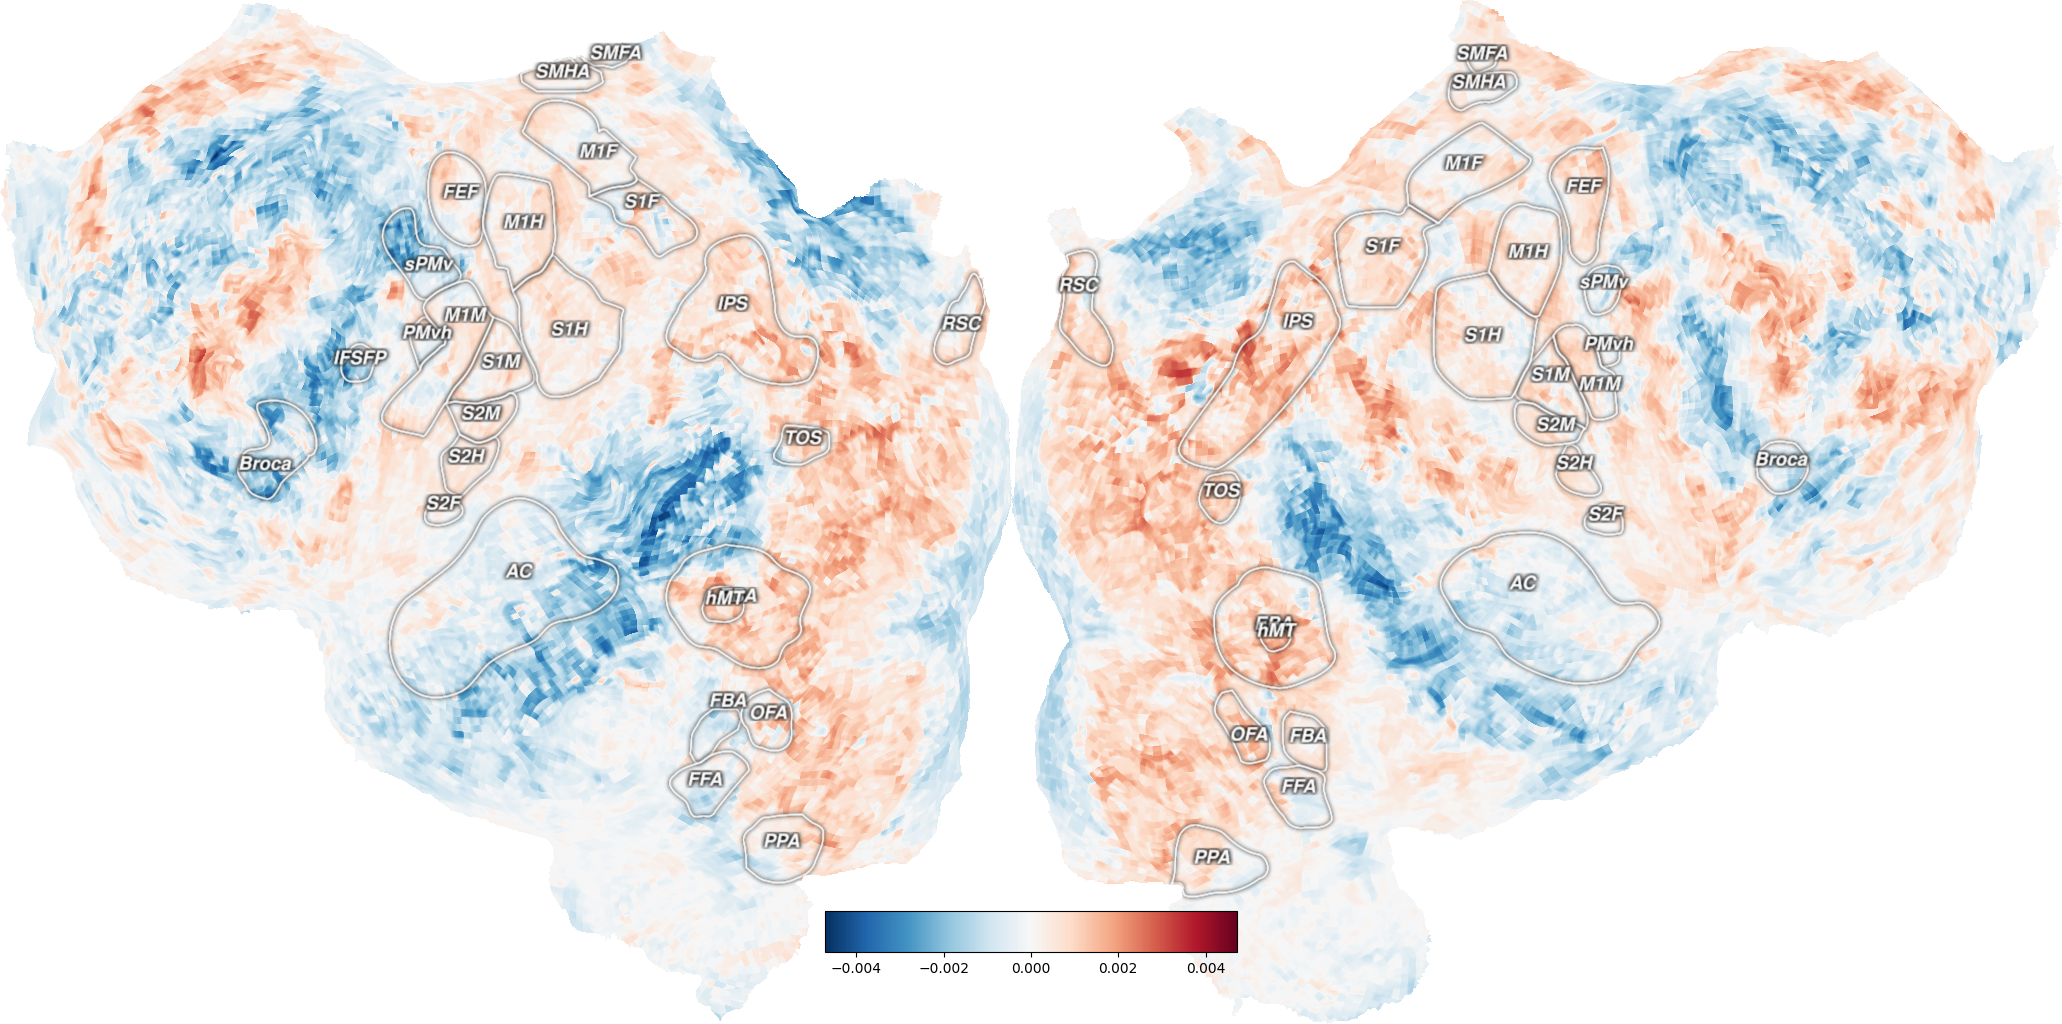 SMFA
SMHA
M1F
FEF
S1F
M1H
sPMv
IPS
M1M
PMvh
S1H
RSC
IFSFP
S1M
S2M
TOS
Broca
S2H
S2F
AC
hMT
FBA
OFA
FFA
PPA
SMFA
SMHA
M1F
FEF
S1F
M1H
RSC
sPMv
IPS
S1H
PMvh
S1M
M1M
S2M
Broca
S2H
TOS
S2F
AC
hMT
OFA
FBA
FFA
PPA
−0.004 −0.002 0.000 0.002 0.004